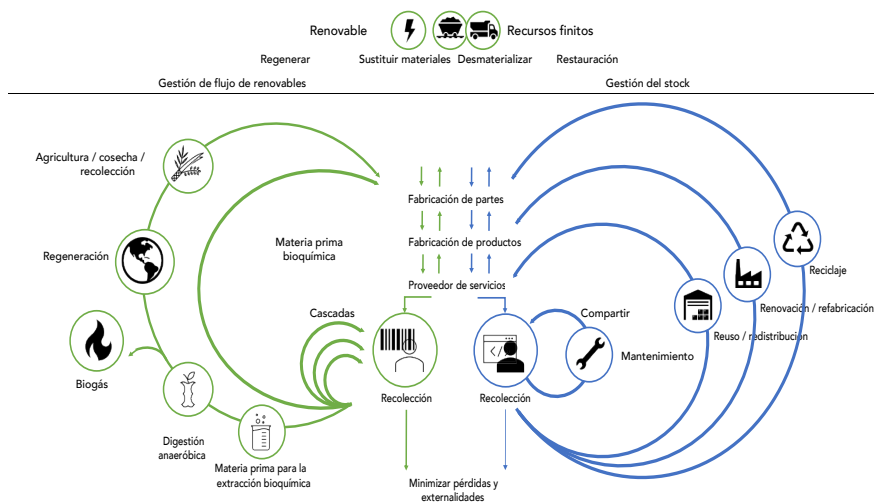 Renovable
Recursos finitos
Regenerar
Sustituir materiales
Desmaterializar
Restauración
Gestión de flujo de renovables
Gestión del stock
Agricultura / cosecha /
recolección
Regeneración
Biogás
Digestión
anaeróbica
Materia prima para la
extracción bioquímica
Materia prima
bioquímica
Cascadas
Fabricación de partes
Fabricación de productos
Proveedor de servicios
Recolección
Recolección
Compartir
Mantenimiento
Reciclaje
Renovación / refabricación
Reuso / redistribución
Minimizar pérdidas y
externalidades